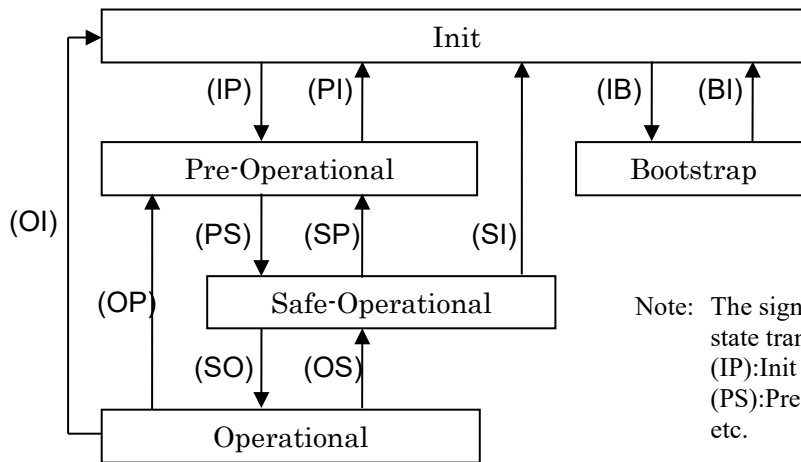 Init
(IP) (PI) (IB) (BI)
Pre-Operational Bootstrap
(OI) (PS) (SP) (SI)
(OP)
Safe-Operational
(SO) (OS)
Operational
Note: The sign
state tran
(IP):Init
(PS):Pre
etc.